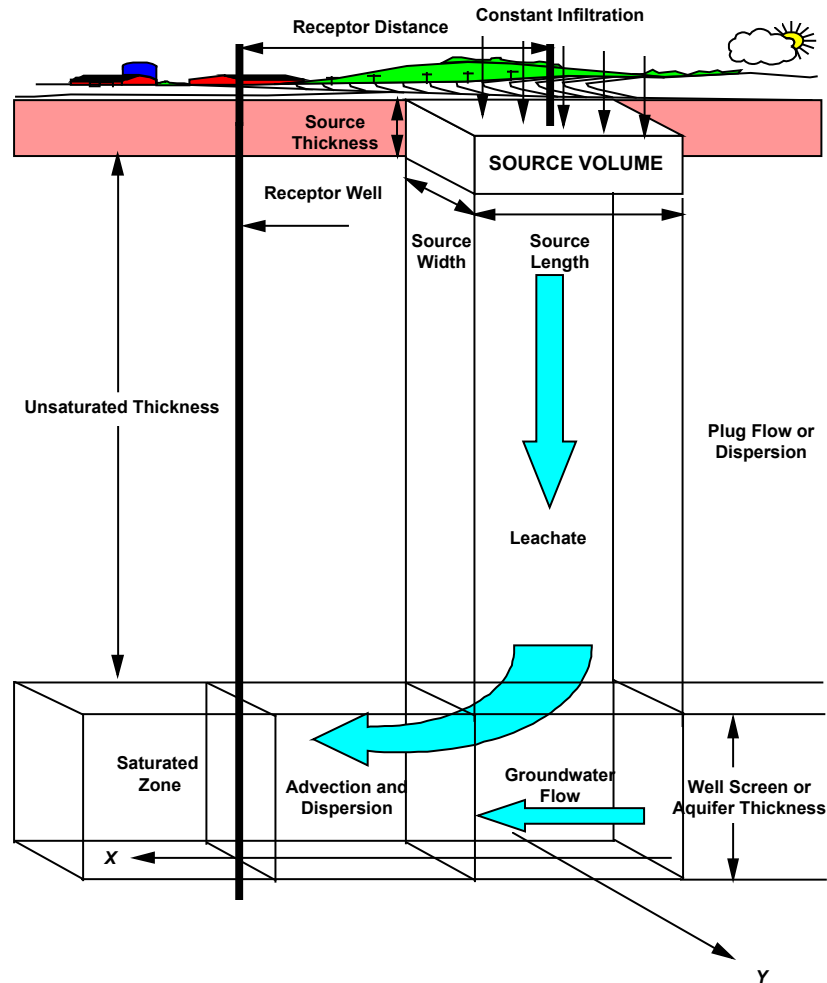 Receptor Distance
Constant Infiltration
Source
Thickness
SOURCE VOLUME
Receptor Well
Source
Width
Source
Length
Unsaturated Thickness
Plug Flow or
Dispersion
Leachate
Saturated
Zone
Advection and
Dispersion
Groundwater
Flow
Well Screen or
Aquifer Thickness
X
Y